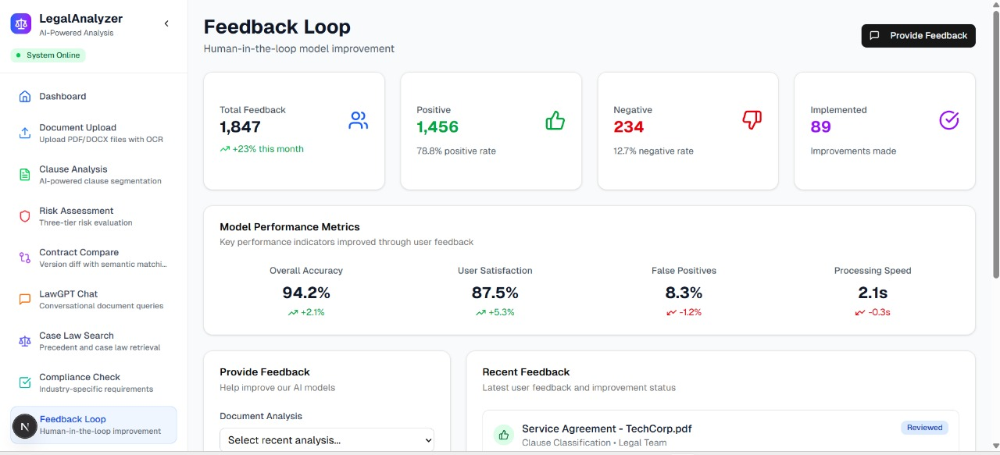 LegalAnalyzer
AI-Powered Analysis
System Online
Dashboard
Document Upload
Upload PDF/DOCX files with OCR
Clause Analysis
AI-powered clause segmentation
Risk Assessment
Three-tier risk evaluation
Contract Compare
Version diff with semantic matchi...
LawGPT Chat
Conversational document queries
Case Law Search
Precedent and case law retrieval
Compliance Check
Industry-specific requirements
N
Feedback Loop
Human-in-the-loop improvement
Feedback Loop
Human-in-the-loop model improvement
Provide Feedback
Total Feedback
1,847
+23% this month
Positive
1,456
78.8% positive rate
Negative
234
12.7% negative rate
Implemented
89
Improvements made
Model Performance Metrics
Key performance indicators improved through user feedback
Overall Accuracy
94.2%
+2.1%
User Satisfaction
87.5%
+5.3%
False Positives
8.3%
-1.2%
Processing Speed
2.1s
-0.3s
Provide Feedback
Help improve our AI models
Document Analysis
Select recent analysis...
Recent Feedback
Latest user feedback and improvement status
Service Agreement - TechCorp.pdf
Clause Classification • Legal Team
Reviewed